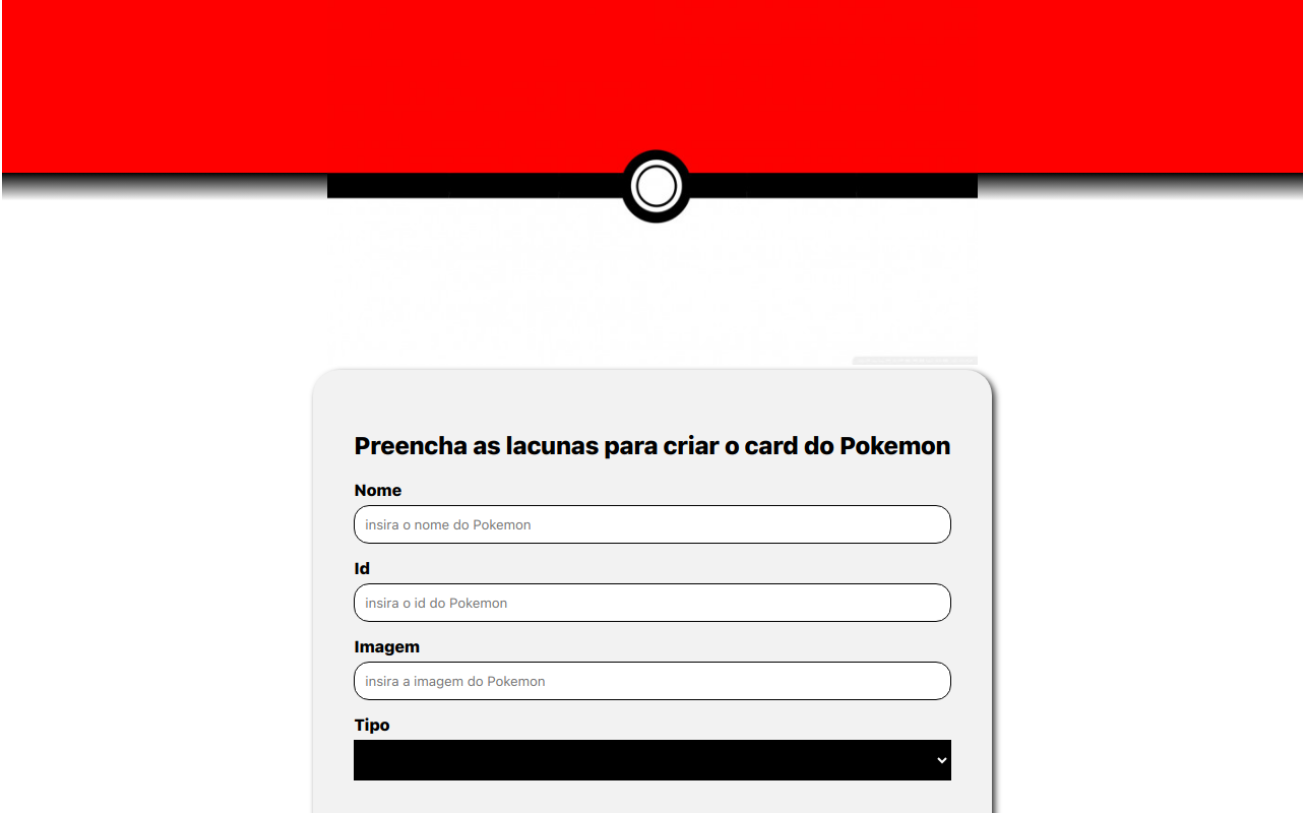 Preencha as lacunas para criar o card do Pokemon
Nome
insira o nome do Pokemon
Id
insira o id do Pokemon
Imagem
insira a imagem do Pokemon
Tipo